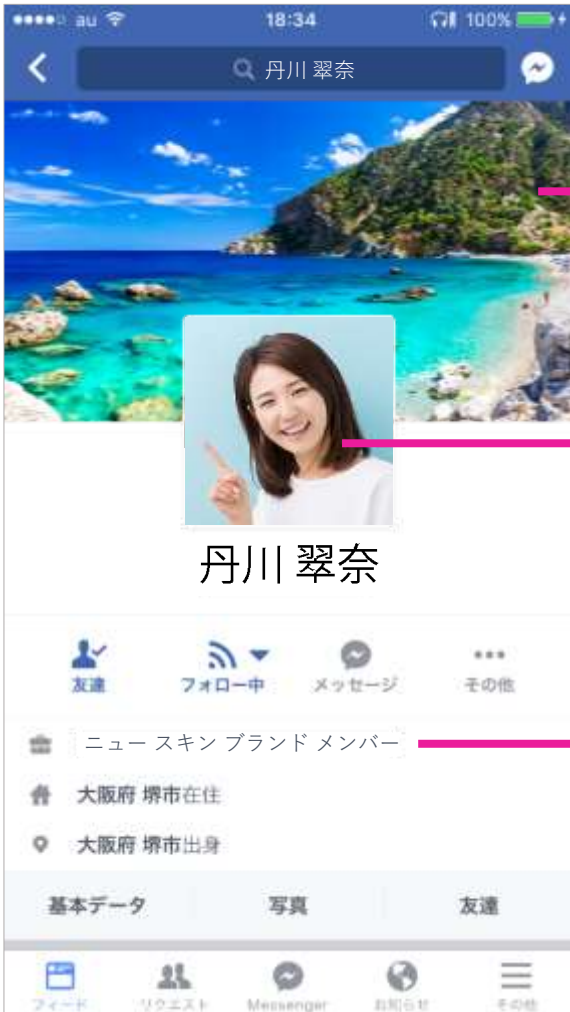 au 18:34 100%
丹川 翠奈
丹川 翠奈
友達 フォロー中 メッセージ その他
ニュー スキン ブランド メンバー
大阪府 堺市在住
大阪府 堺市出身
基本データ 写真 友達
フィード リクエスト Messenger お知らせ その他